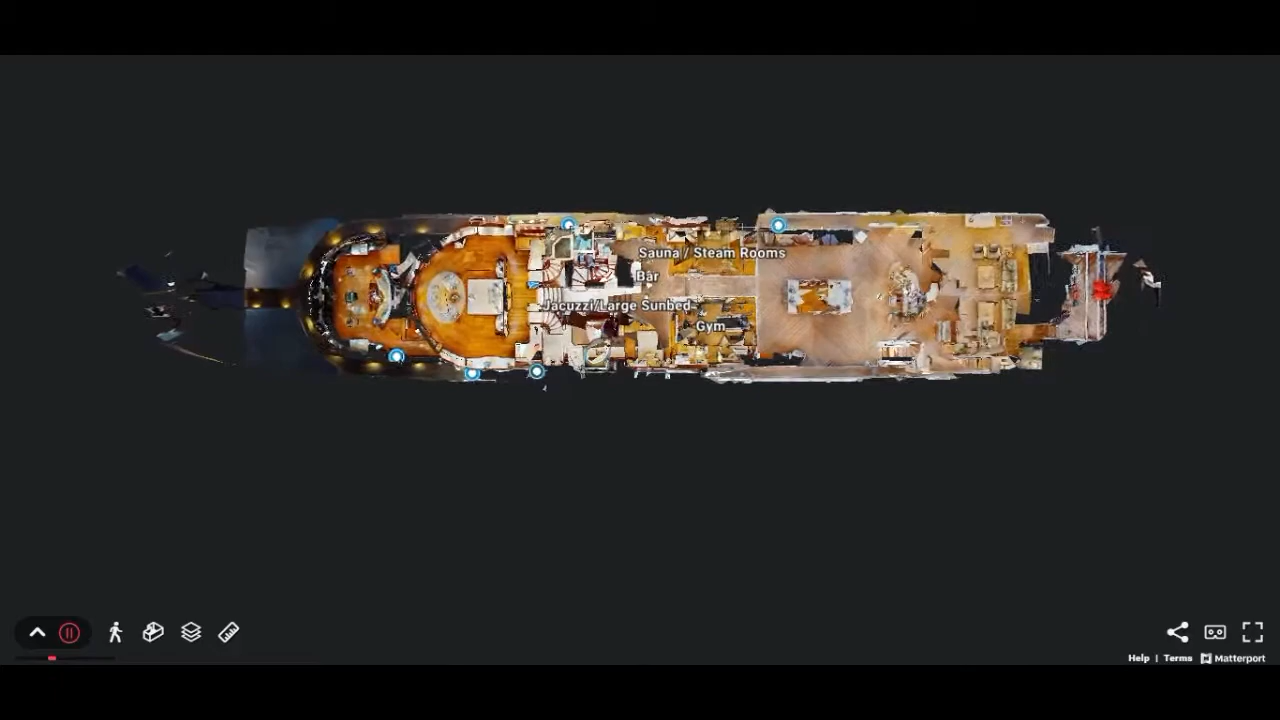 Sauna / Steam Rooms
Bar
Jacuzzi/Large Sunbed
Gym
Help | Terms Matterport